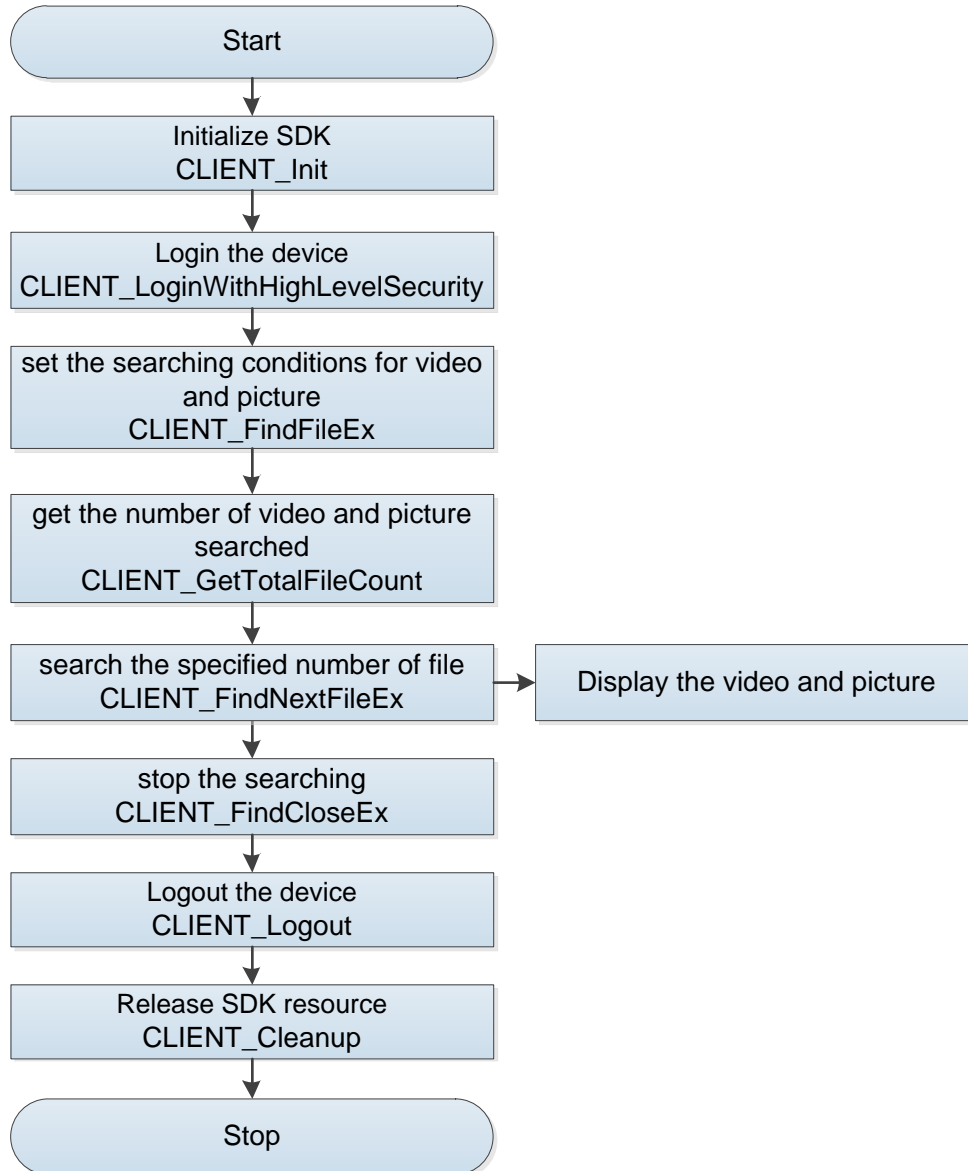 Start
Initialize SDK
CLIENT_Init
Login the device
CLIENT_LoginWithHighLevelSecurity
set the searching conditions for video
and picture
CLIENT_FindFileEx
get the number of video and picture
searched
CLIENT_GetTotalFileCount
search the specified number of file
CLIENT_FindNextFileEx
Display the video and picture
stop the searching
CLIENT_FindCloseEx
Logout the device
CLIENT_Logout
Release SDK resource
CLIENT_Cleanup
Stop